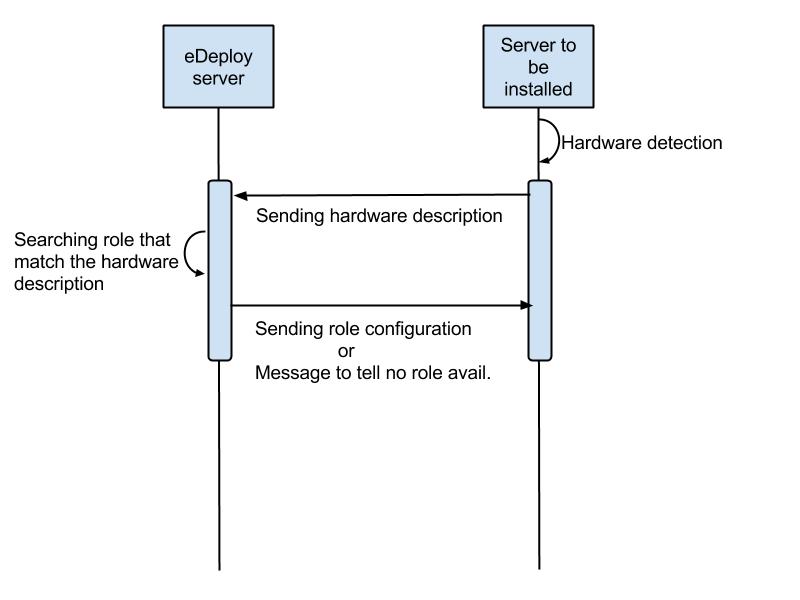 eDeploy
server
Server to
be
installed
Hardware detection
Sending hardware description
Searching role that
match the hardware
description
Sending role configuration
or
Message to tell no role avail.